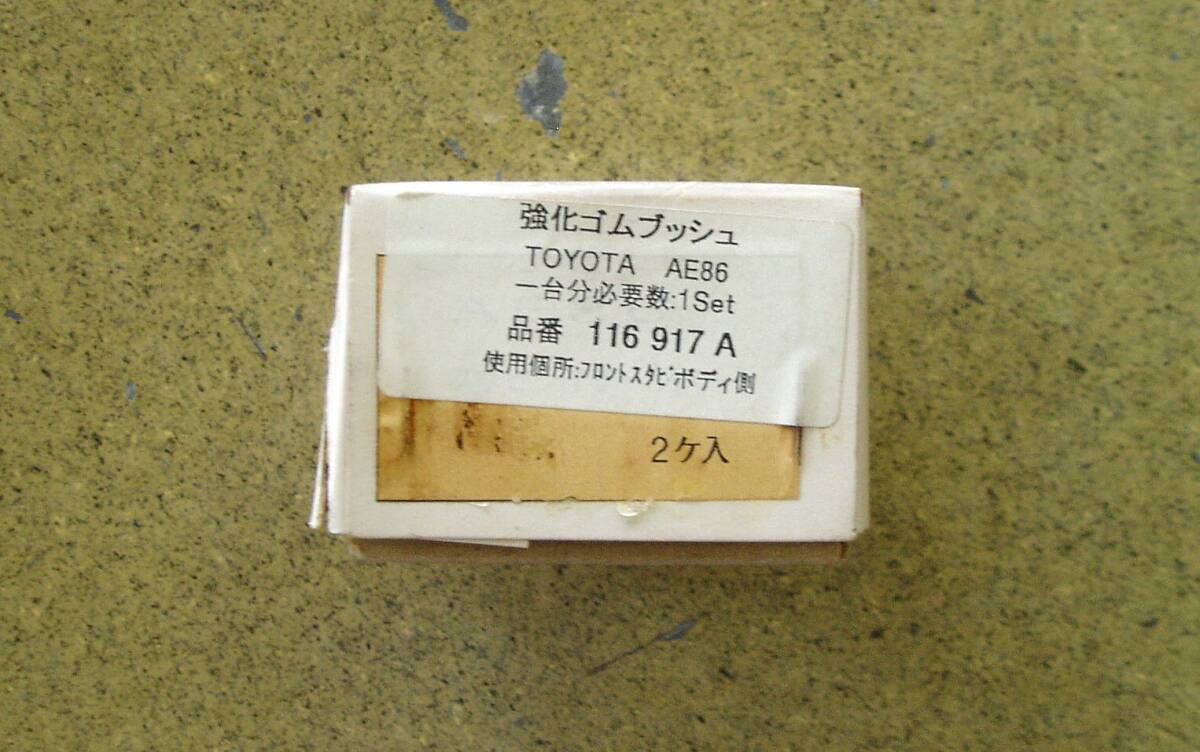 強化ゴムブッシュ
TOYOTA AE86
一台分必要数:1Set
品番 116 917 A
使用個所:ﾌﾛﾝﾄｽﾀﾋﾞボディ側
2ケ入